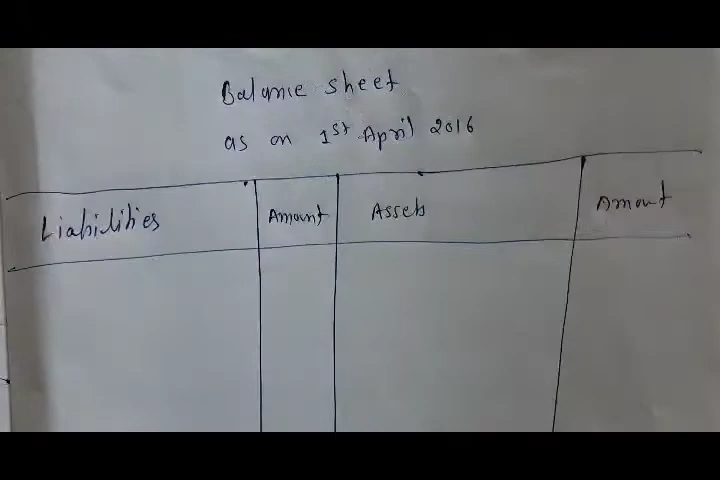 Balance sheet
as on 1st April 2016
Liabilities Amount Assets Amount